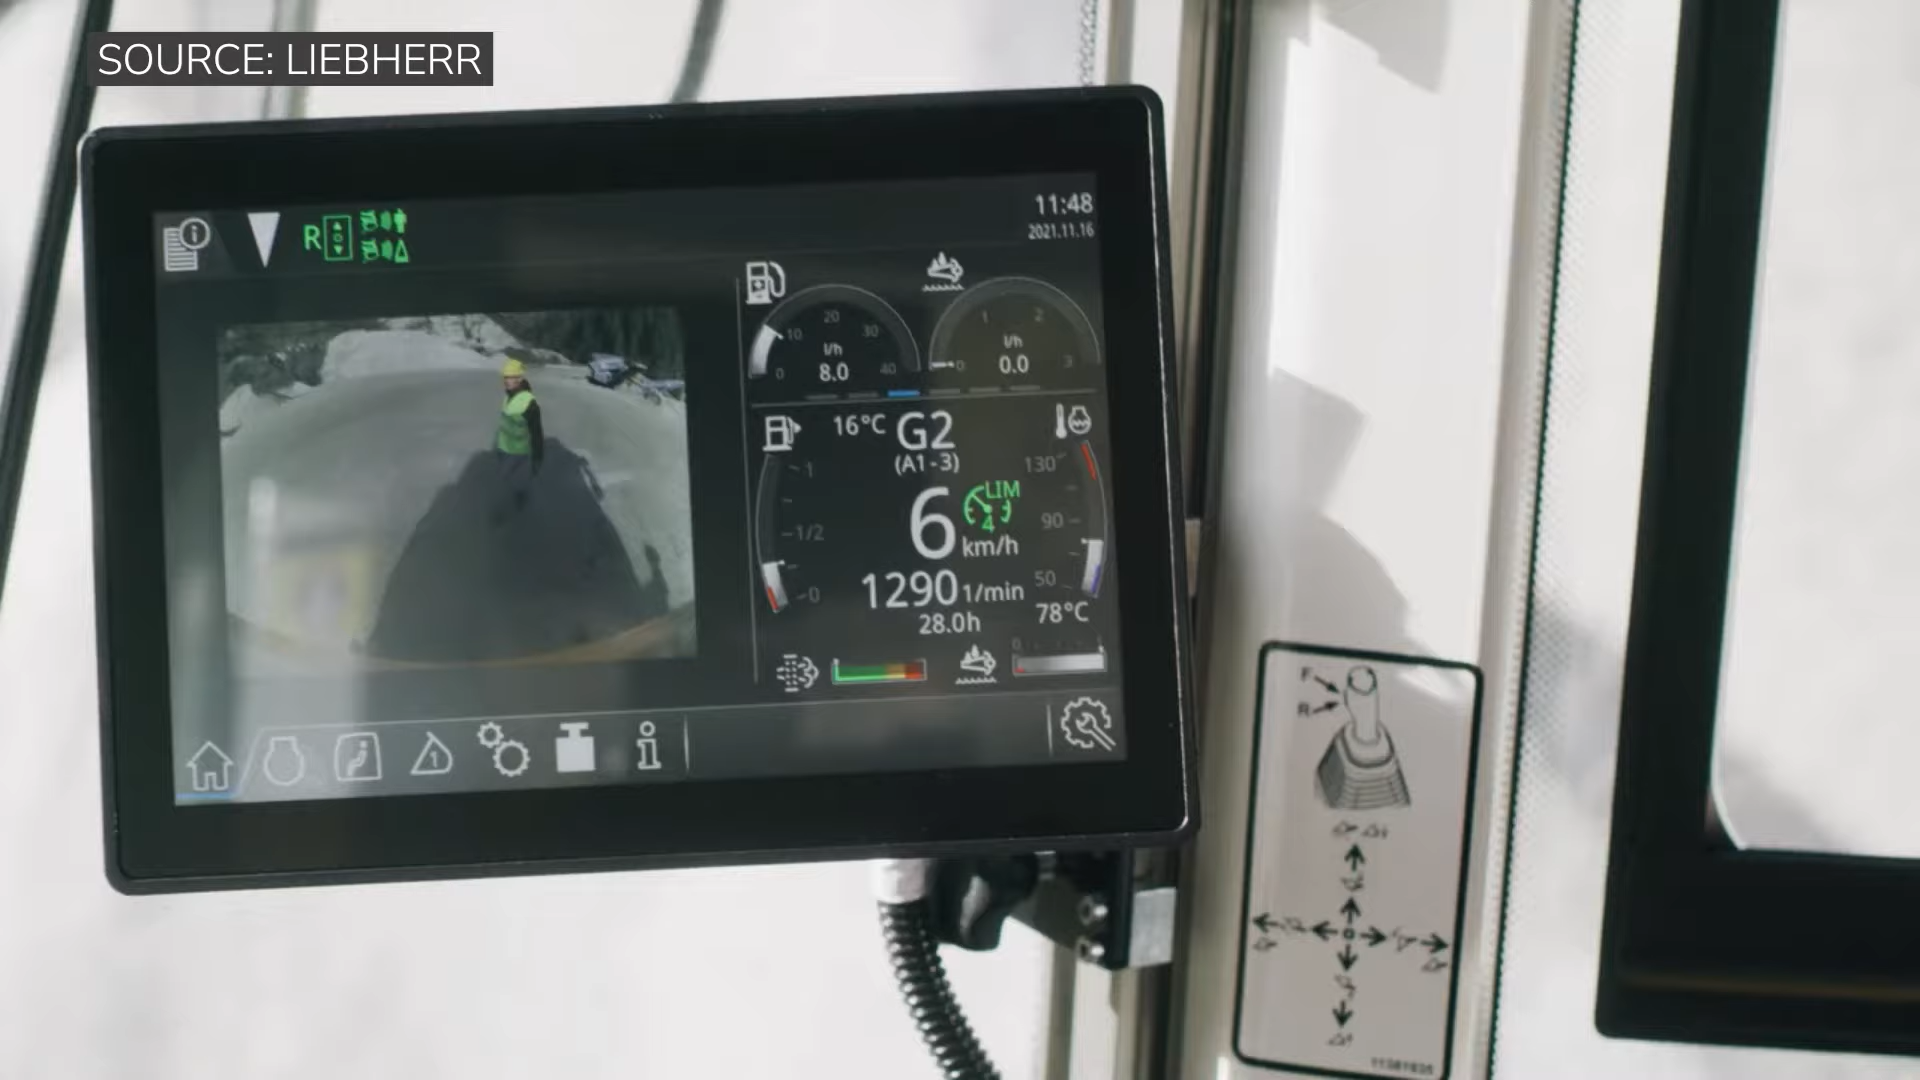 SOURCE: LIEBHERR
11:48
2021.11.16
R
0 10 20 30 40
l/h
8.0
0 1 2 3
l/h
0.0
16°C G2
(A1-3)
1
1/2
0
6 km/h
LIM
4
1290 1/min
28.0h
130
90
50
78°C
0
1
F
R